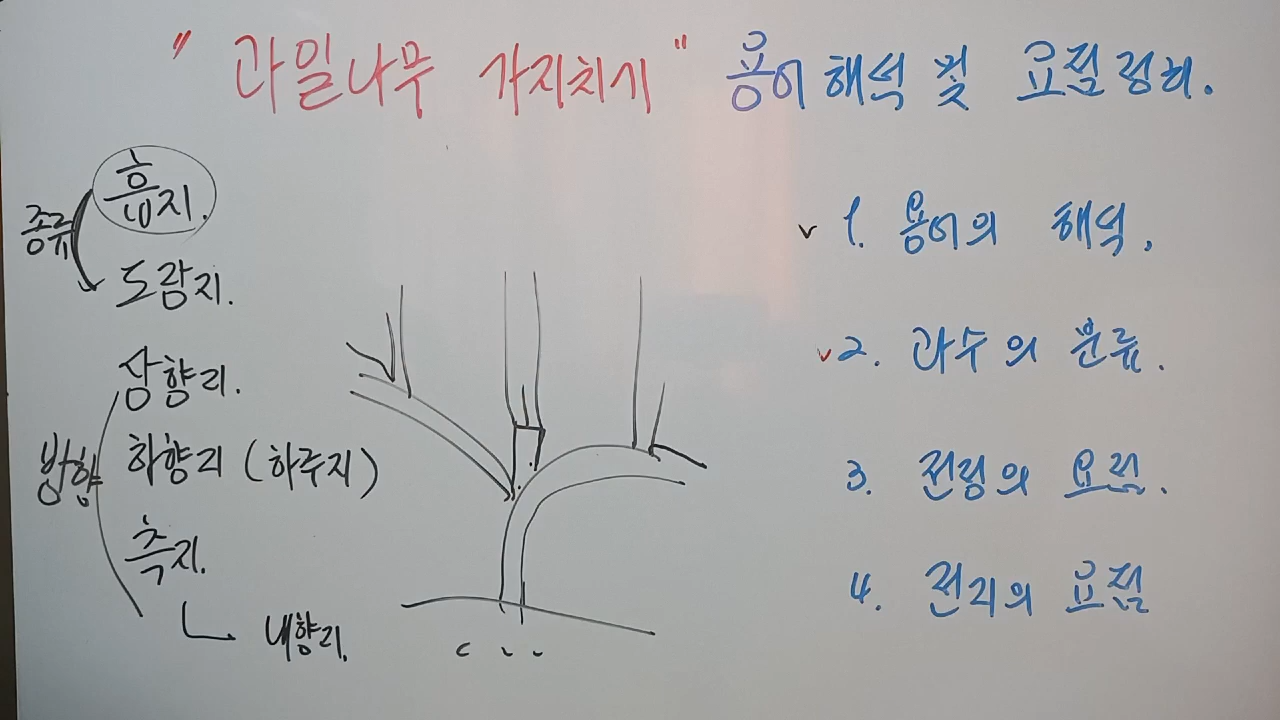 " 과일나무 가지치기 " 용어해석 및 요점정리.
종류
흡지.
도장지.
방향
상향지.
하향지 (하수지)
측지.
내향지.
✓ 1. 용어의 해석.
✓ 2. 과수의 분류.
3. 전정의 요점.
4. 전지의 요점